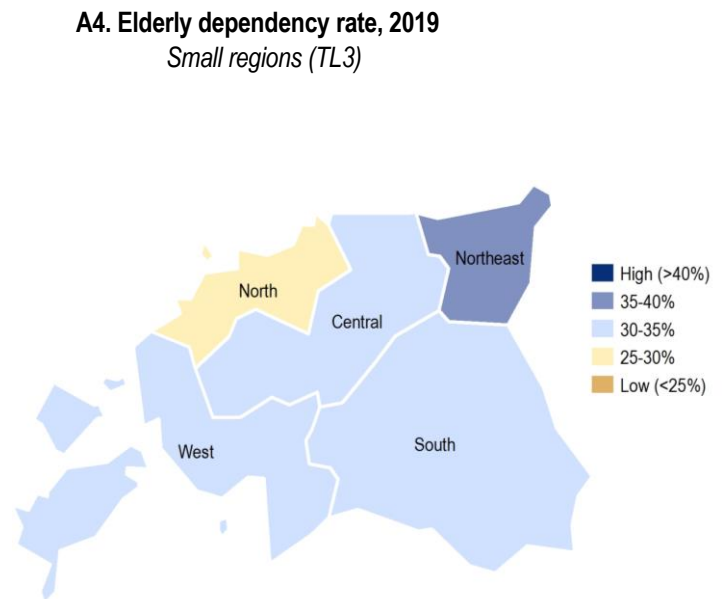 A4. Elderly dependency rate, 2019
Small regions (TL3)
Northeast
North
Central
West
South
High (>40%)
35-40%
30-35%
25-30%
Low (<25%)